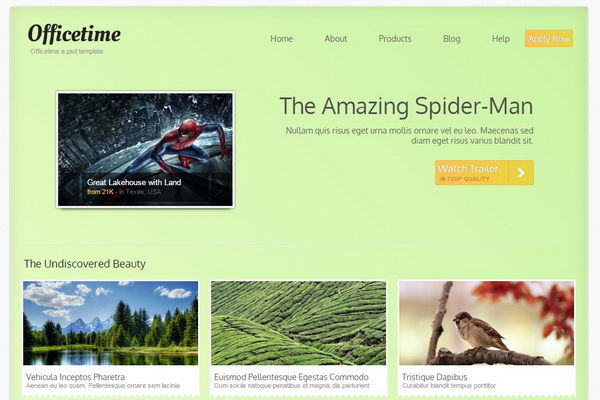 Officetime
Officetime a psd template
Home
About
Products
Blog
Help
Apply Now
The Amazing Spider-Man
Nullam quis risus eget urna mollis ornare vel eu leo. Maecenas sed
diam eget risus varius blandit sit.
Great Lakehouse with Land
from 21K - in Texas, USA
Watch Trailer
IN 720P QUALITY
The Undiscovered Beauty
Vehicula Inceptos Pharetra
Aenean eu leo quam. Pellentesque ornare sem lacinia
Euismod Pellentesque Egestas Commodo
Cum sociis natoque penatibus et magnis dis parturient
Tristique Dapibus
Curabitur blandit tempus porttitor